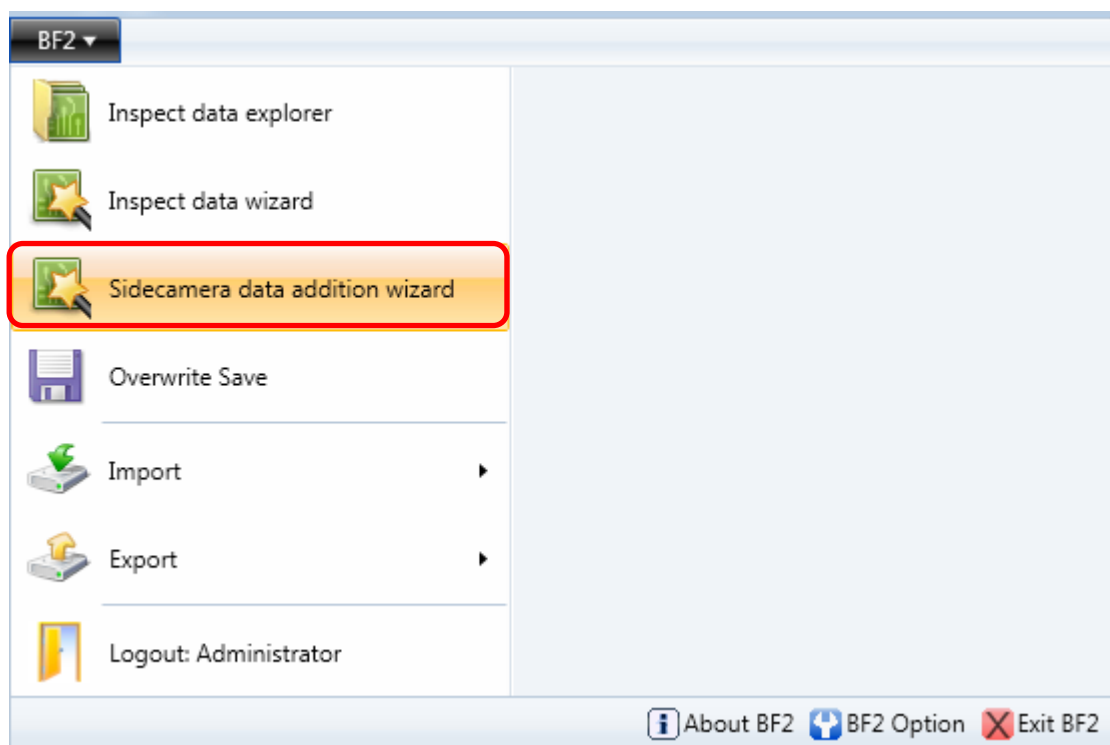 BF2
Inspect data explorer
Inspect data wizard
Sidecamera data addition wizard
Overwrite Save
Import
Export
Logout: Administrator
About BF2 BF2 Option Exit BF2